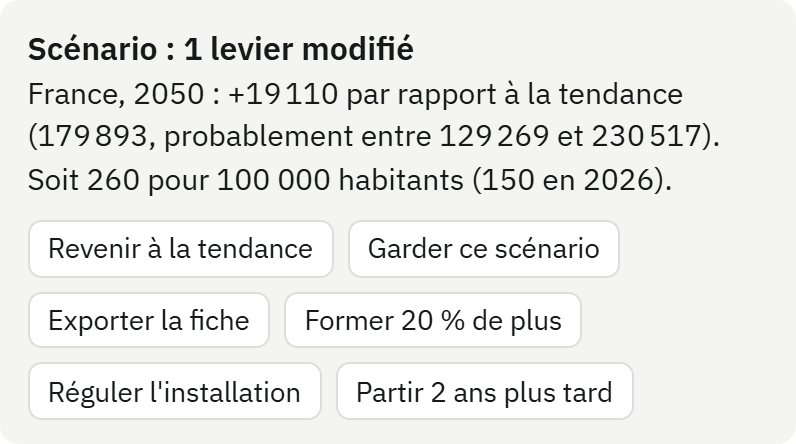 Scénario : 1 levier modifié
France, 2050 : +19 110 par rapport à la tendance
(179 893, probablement entre 129 269 et 230 517).
Soit 260 pour 100 000 habitants (150 en 2026).
Revenir à la tendance
Garder ce scénario
Exporter la fiche
Former 20 % de plus
Réguler l'installation
Partir 2 ans plus tard